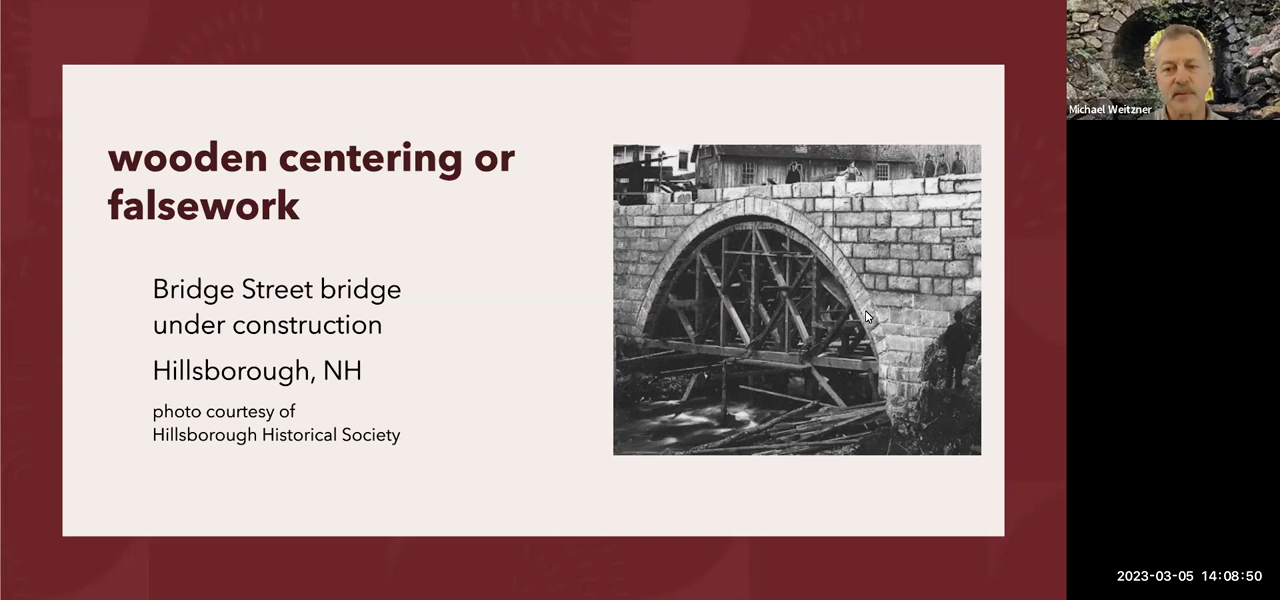 wooden centering or
falsework
Bridge Street bridge
under construction
Hillsborough, NH
photo courtesy of
Hillsborough Historical Society
Michael Weitzner
2023-03-05 14:08:50